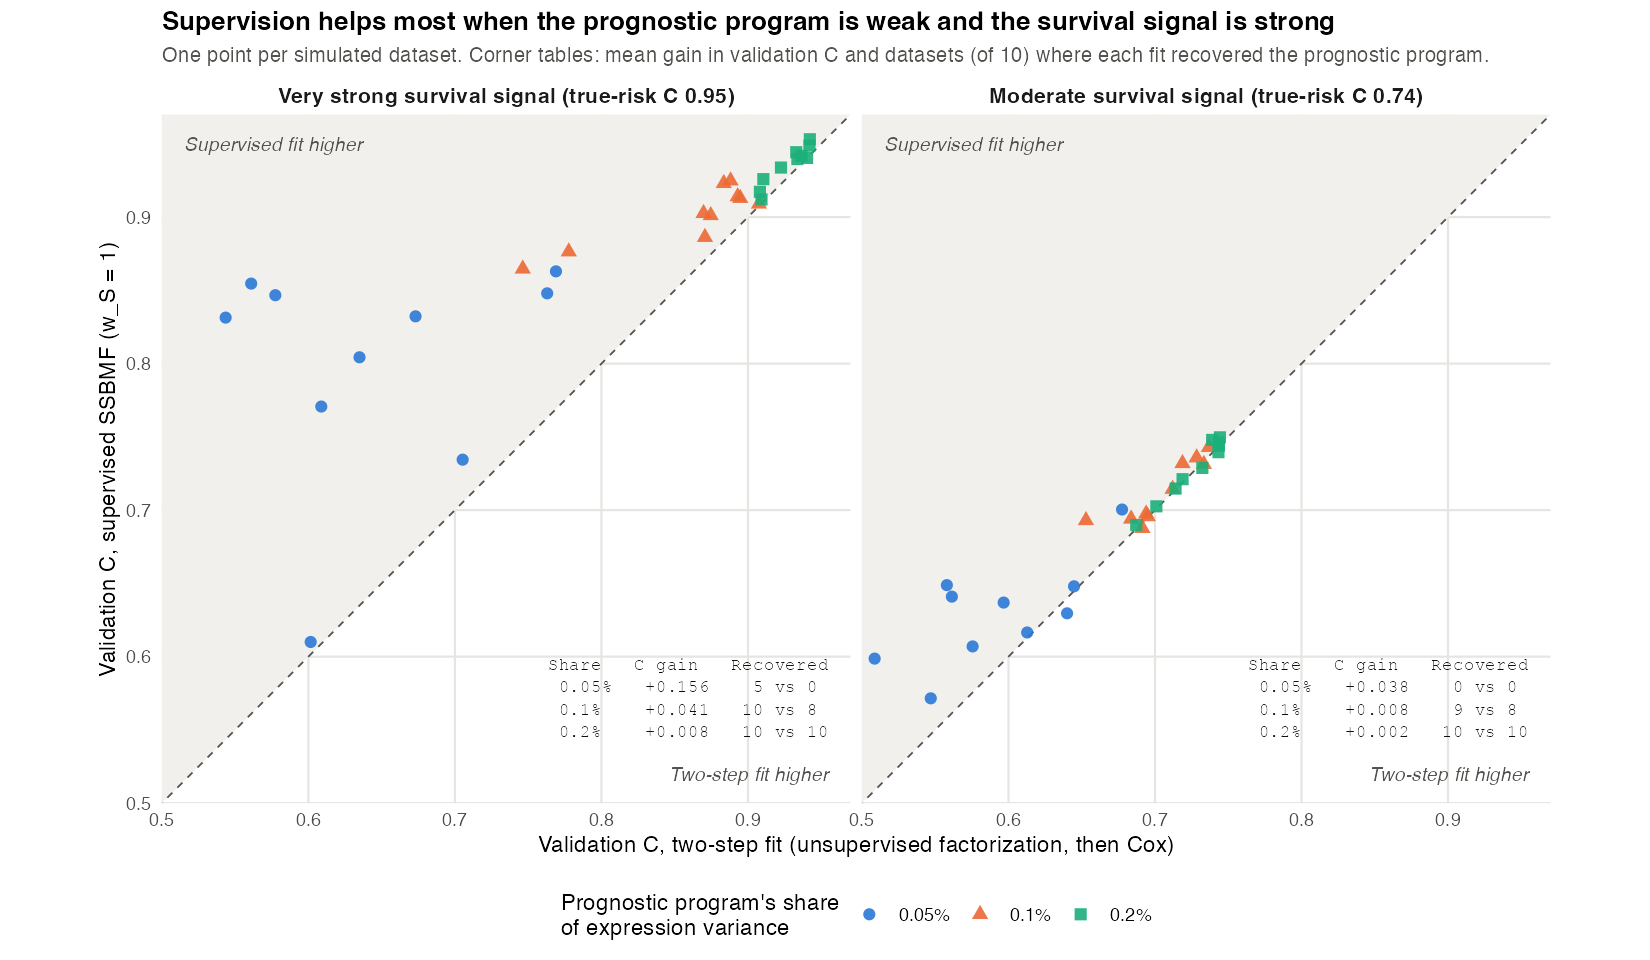 Supervision helps most when the prognostic program is weak and the survival signal is strong
One point per simulated dataset. Corner tables: mean gain in validation C and datasets (of 10) where each fit recovered the prognostic program.
Very strong survival signal (true-risk C 0.95)
Moderate survival signal (true-risk C 0.74)
Validation C, supervised SSBMF (w_S = 1)
0.9
0.8
0.7
0.6
0.5
Supervised fit higher
Share C gain Recovered
0.05% +0.156 5 vs 0
0.1% +0.041 10 vs 8
0.2% +0.008 10 vs 10
Two-step fit higher
Supervised fit higher
Share C gain Recovered
0.05% +0.038 0 vs 0
0.1% +0.008 9 vs 8
0.2% +0.002 10 vs 10
Two-step fit higher
0.5 0.6 0.7 0.8 0.9
0.5 0.6 0.7 0.8 0.9
Validation C, two-step fit (unsupervised factorization, then Cox)
Prognostic program's share
of expression variance
0.05% 0.1% 0.2%